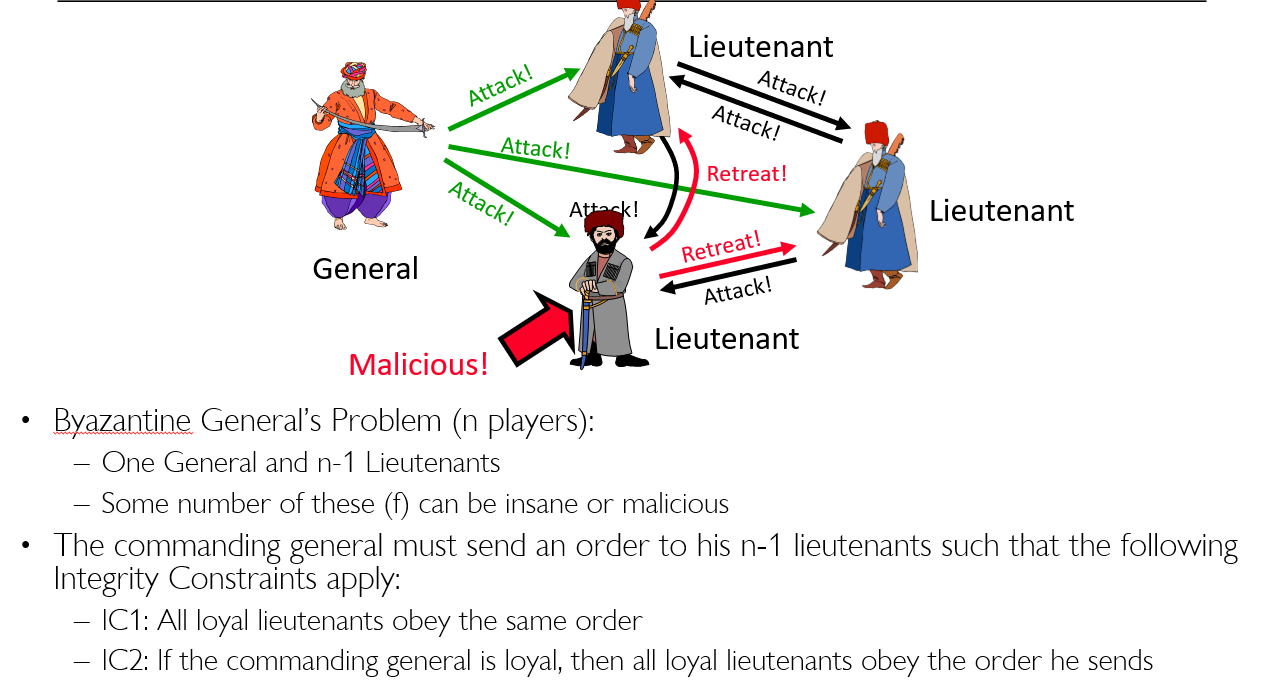 Lieutenant
Attack!
Attack!
Attack!
Attack!
Retreat!
Attack!
Attack!
Lieutenant
Retreat!
General
Attack!
Lieutenant
Malicious!
• Byazantine General’s Problem (n players):
– One General and n-1 Lieutenants
– Some number of these (f) can be insane or malicious
• The commanding general must send an order to his n-1 lieutenants such that the following
Integrity Constraints apply:
– IC1: All loyal lieutenants obey the same order
– IC2: If the commanding general is loyal, then all loyal lieutenants obey the order he sends